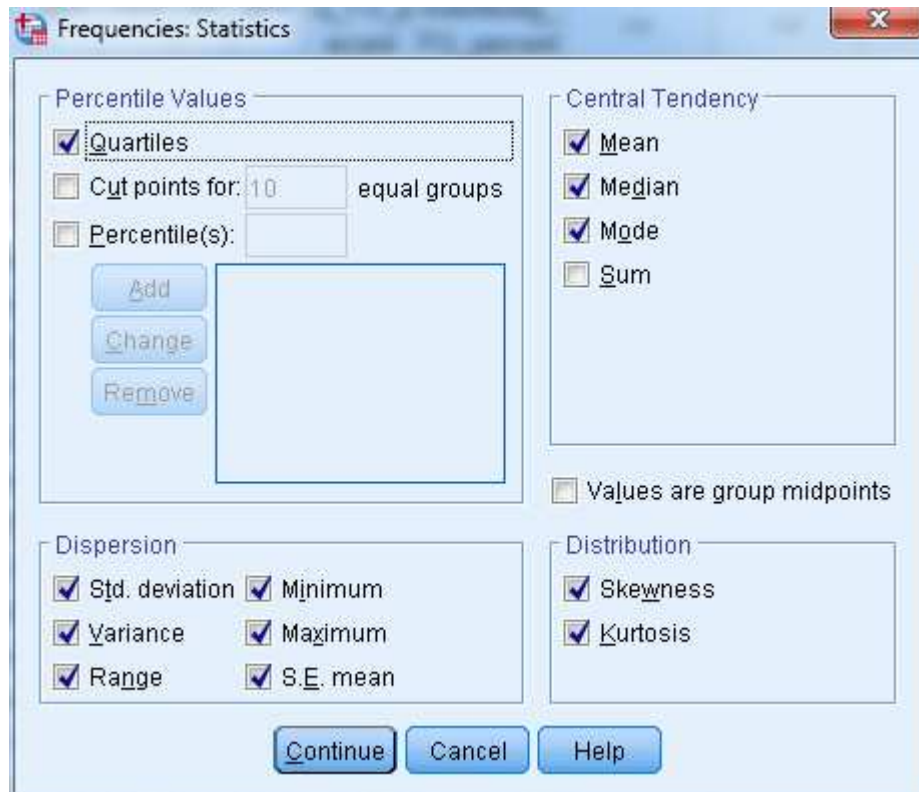 Frequencies: Statistics
Percentile Values
Quartiles
Cut points for: 10 equal groups
Percentile(s):
Add
Change
Remove
Central Tendency
Mean
Median
Mode
Sum
Values are group midpoints
Dispersion
Std. deviation Minimum
Variance Maximum
Range S.E. mean
Distribution
Skewness
Kurtosis
Continue Cancel Help